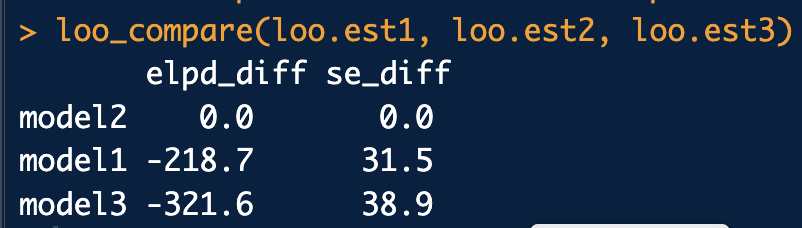 > loo_compare(loo.est1, loo.est2, loo.est3)
elpd_diff se_diff
model2 0.0 0.0
model1 -218.7 31.5
model3 -321.6 38.9